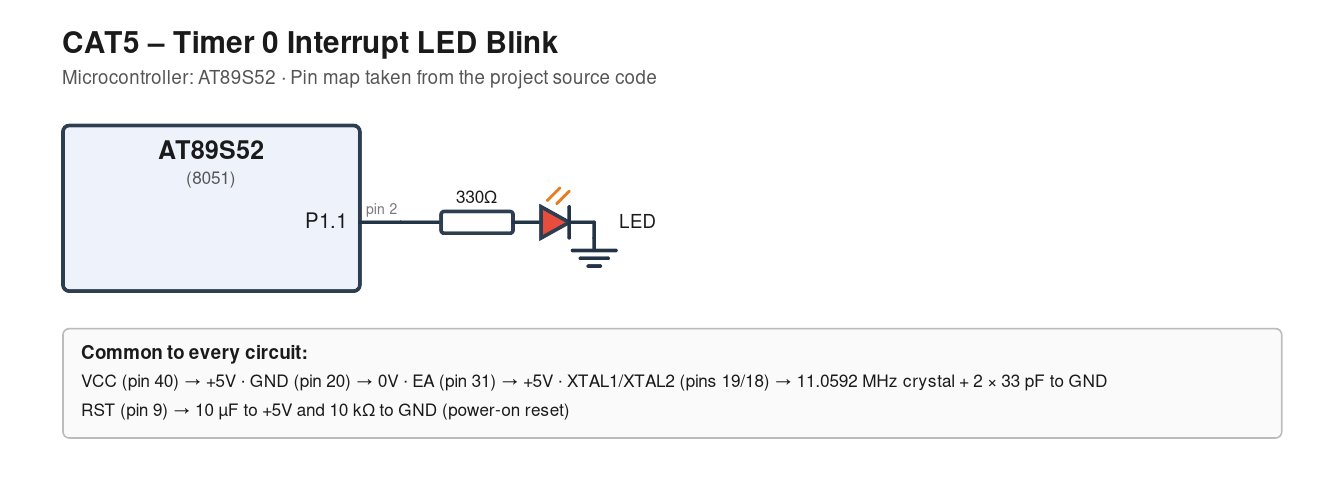 CAT5 – Timer 0 Interrupt LED Blink
Microcontroller: AT89S52 · Pin map taken from the project source code
AT89S52
(8051)
P1.1
pin 2
330Ω
LED
Common to every circuit:
VCC (pin 40) → +5V · GND (pin 20) → 0V · EA (pin 31) → +5V · XTAL1/XTAL2 (pins 19/18) → 11.0592 MHz crystal + 2 × 33 pF to GND
RST (pin 9) → 10 µF to +5V and 10 kΩ to GND (power-on reset)